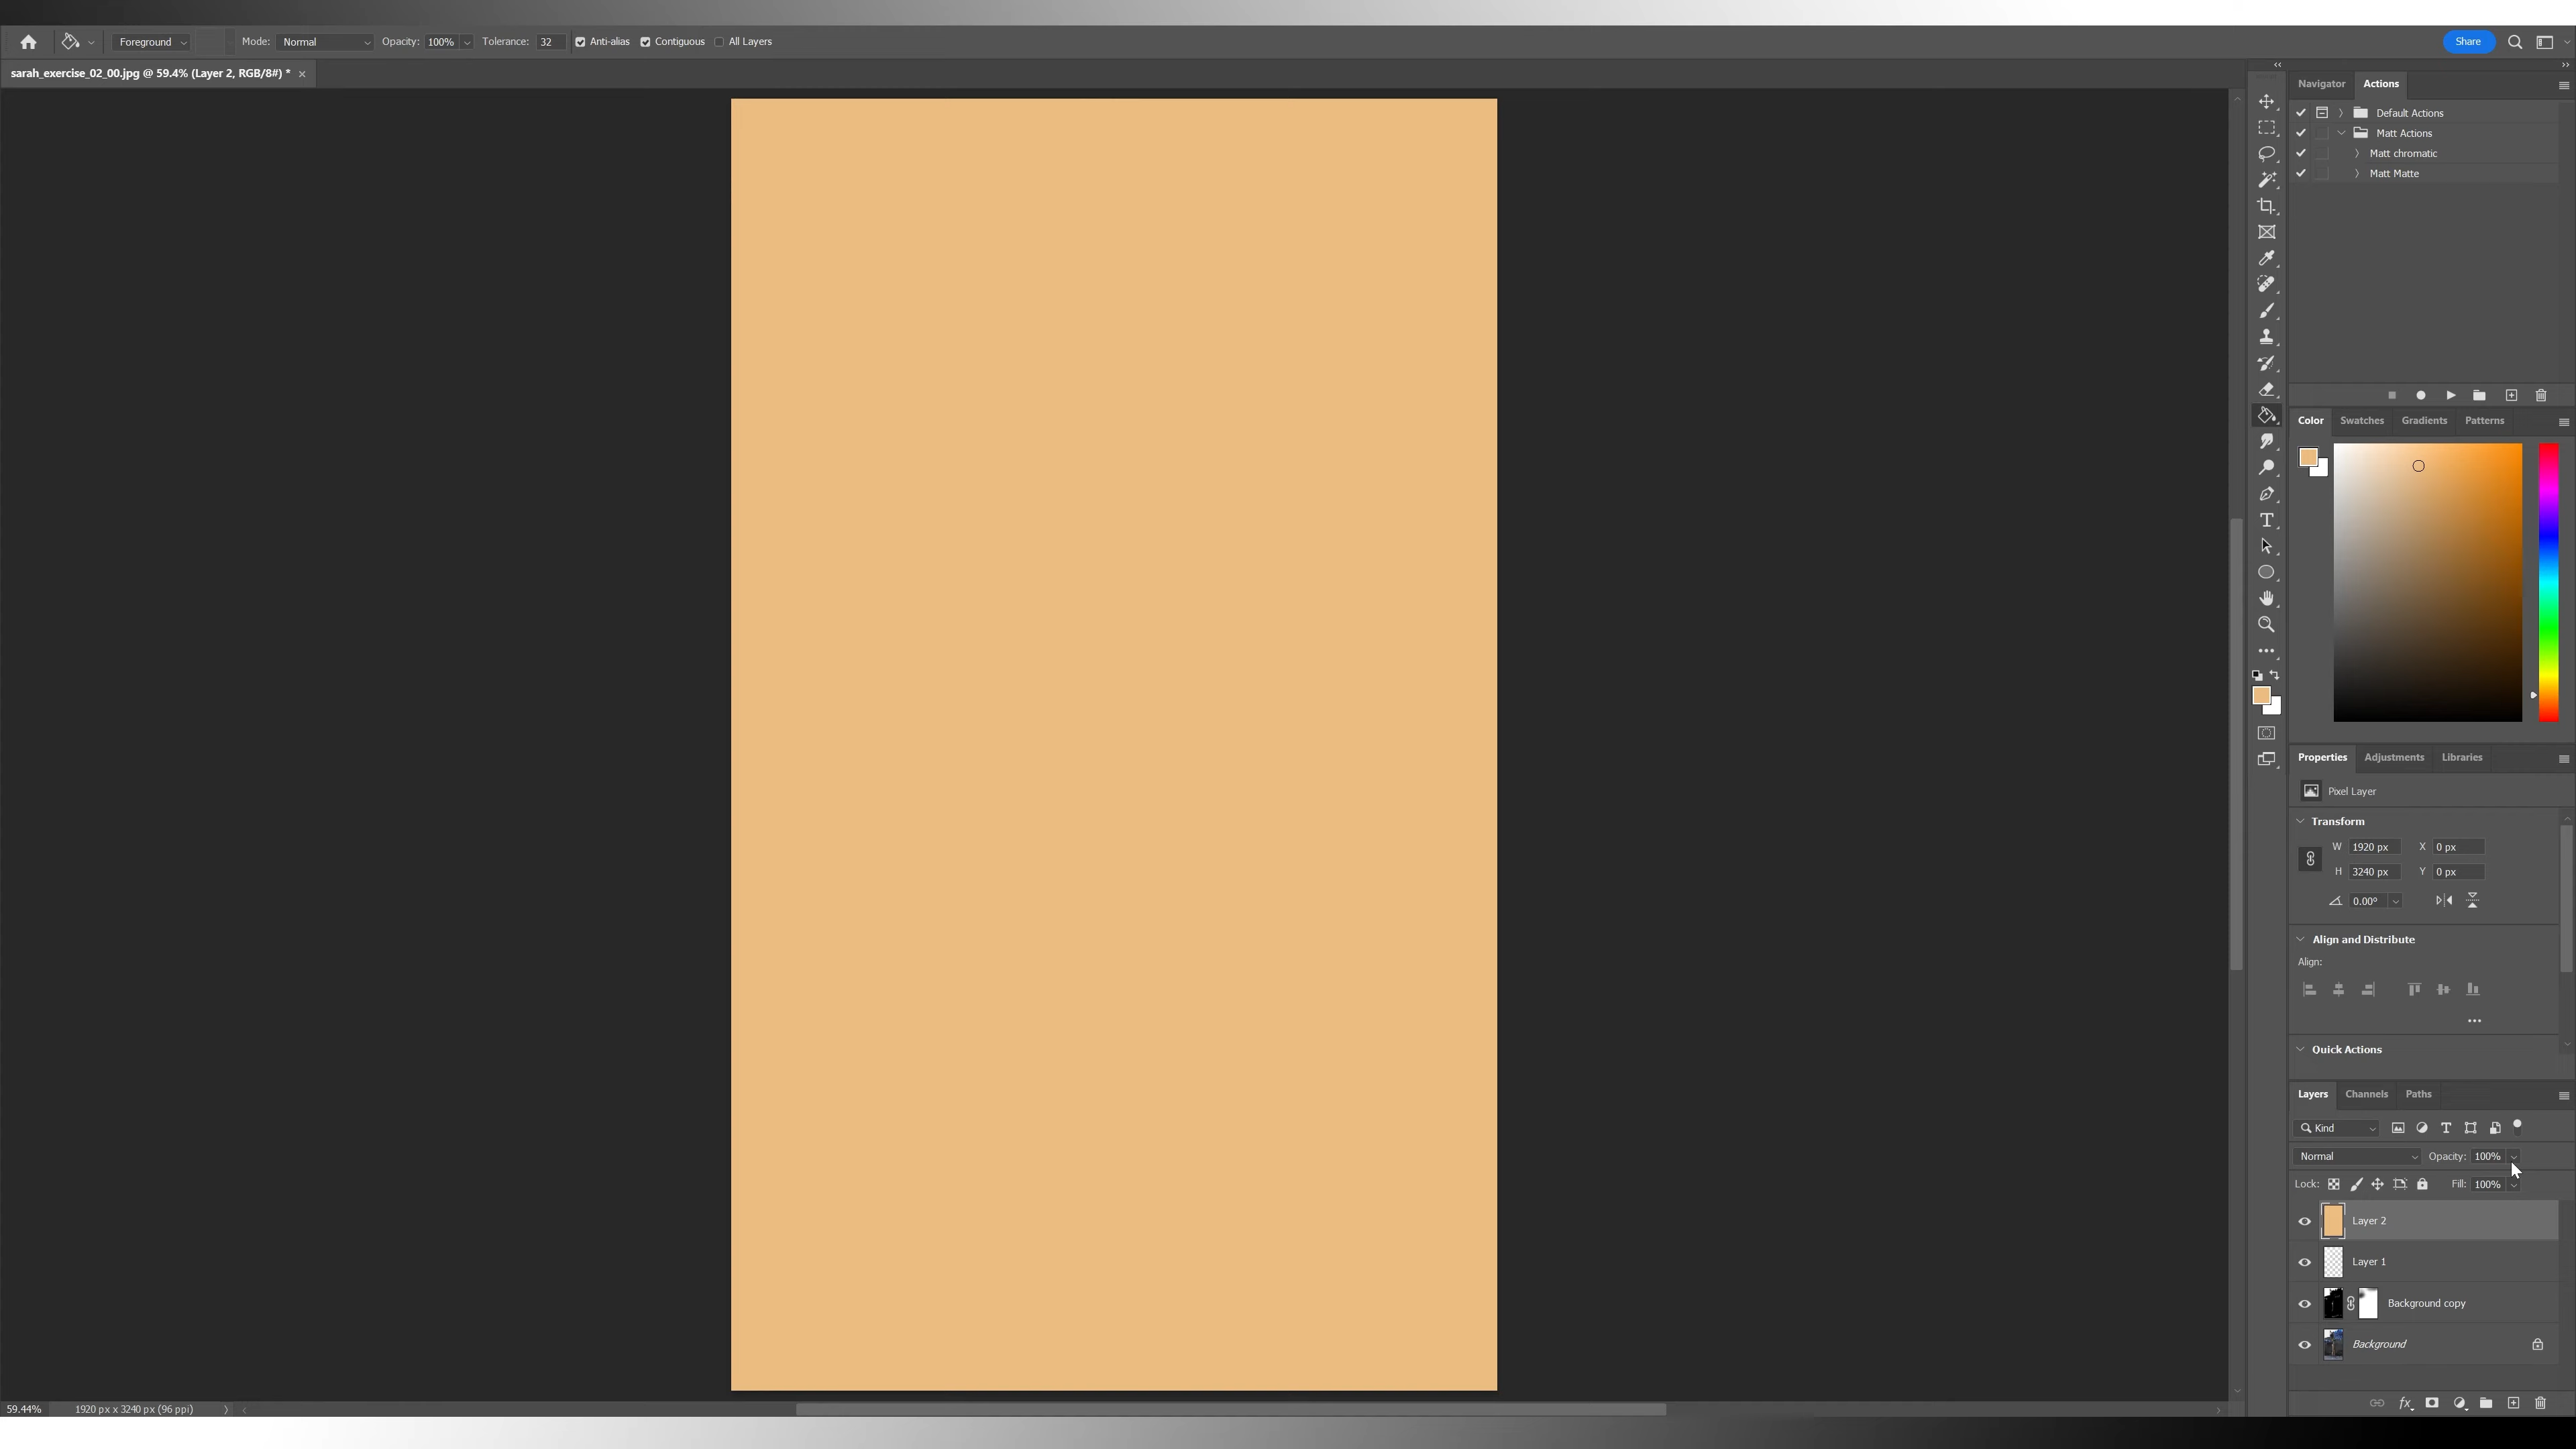 Foreground Mode: Normal Opacity: 100% Tolerance: 32 Anti-alias Contiguous All Layers Share
sarah_exercise_02_00.jpg @ 59.4% (Layer 2, RGB/8#) * ×
Navigator Actions
Default Actions
Matt Actions
Matt chromatic
Matt Matte
Color Swatches Gradients Patterns
Properties Adjustments Libraries
Pixel Layer
Transform
W 1920 px X 0 px
H 3240 px Y 0 px
0.00°
Align and Distribute
Align:
Quick Actions
Layers Channels Paths
Kind
Normal Opacity: 100%
Lock: Fill: 100%
Layer 2
Layer 1
Background copy
Background
fx
59.44% 1920 px x 3240 px (96 ppi)